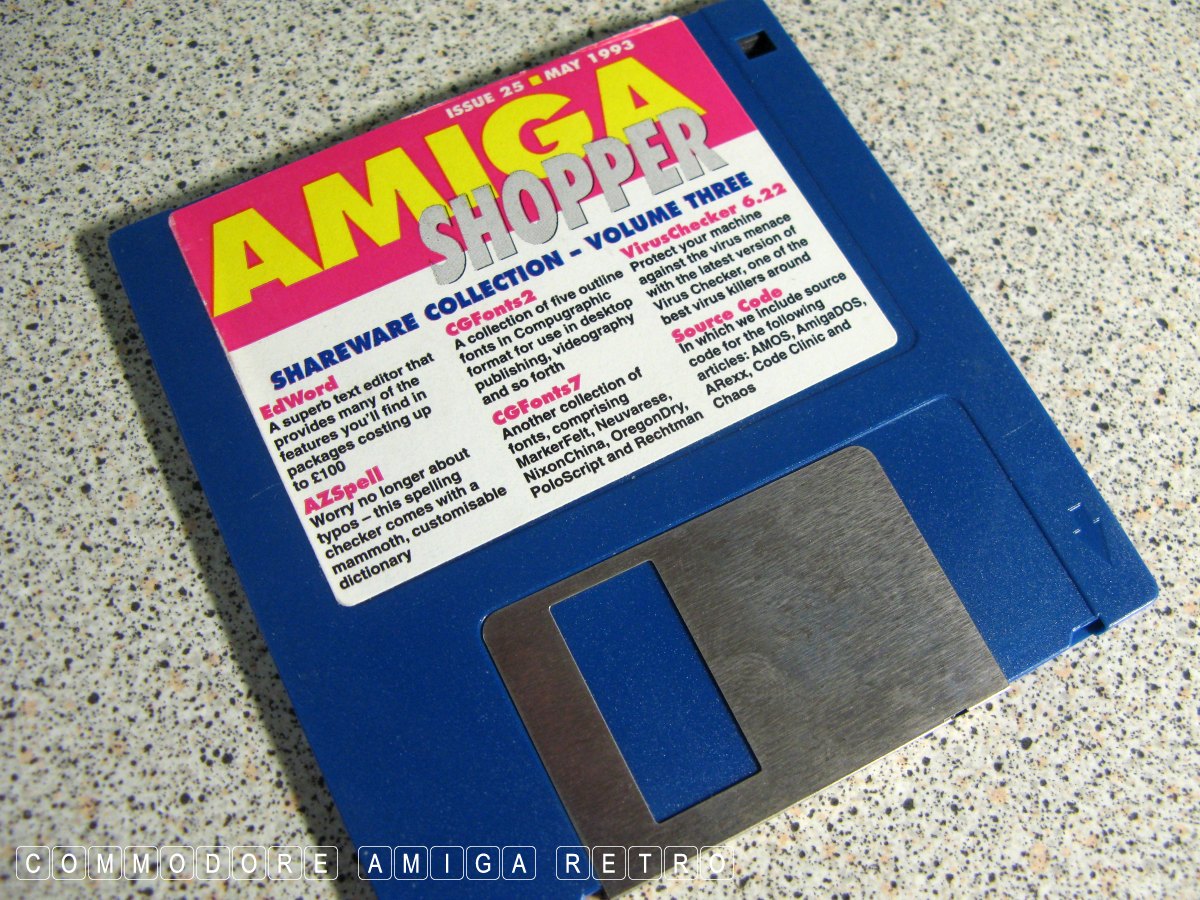 ISSUE 25 ■ MAY 1993
AMIGA
SHOPPER
SHAREWARE COLLECTION – VOLUME THREE
EdWord
A superb text editor that
provides many of the
features you'll find in
packages costing up
to £100
AZSpell
Worry no longer about
typos – this spelling
checker comes with a
mammoth, customisable
dictionary
CGFonts2
A collection of five outline
fonts in Compugraphic
format for use in desktop
publishing, videography
and so forth
CGFonts7
Another collection of
fonts, comprising
MarkerFelt, Neuvarese,
NixonChina, OregonDry,
PoloScript and Rechtman
VirusChecker 6.22
Protect your machine
against the virus menace
with the latest version of
Virus Checker, one of the
best virus killers around
Source Code
In which we include source
code for the following
articles: AMOS, AmigaDOS,
ARexx, Code Clinic and
Chaos
COMMODORE AMIGA RETRO